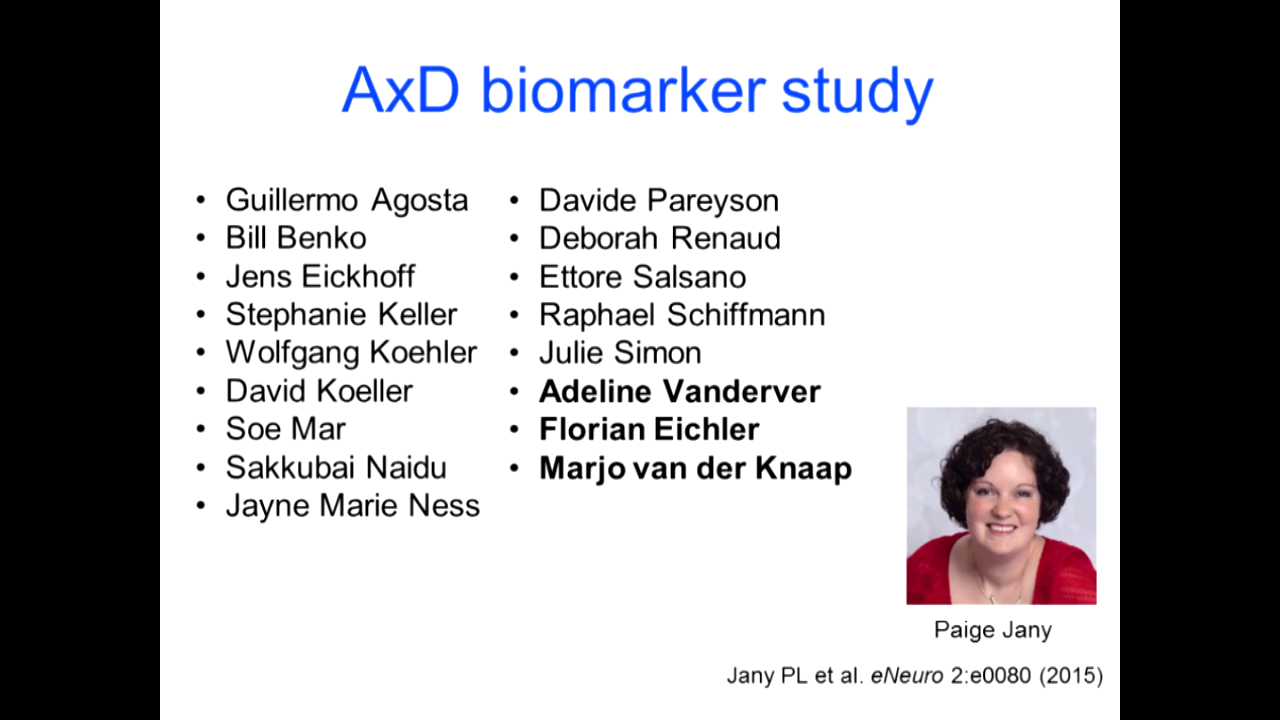 AxD biomarker study
• Guillermo Agosta
• Bill Benko
• Jens Eickhoff
• Stephanie Keller
• Wolfgang Koehler
• David Koeller
• Soe Mar
• Sakkubai Naidu
• Jayne Marie Ness
• Davide Pareyson
• Deborah Renaud
• Ettore Salsano
• Raphael Schiffmann
• Julie Simon
• Adeline Vanderver
• Florian Eichler
• Marjo van der Knaap
Paige Jany
Jany PL et al. eNeuro 2:e0080 (2015)